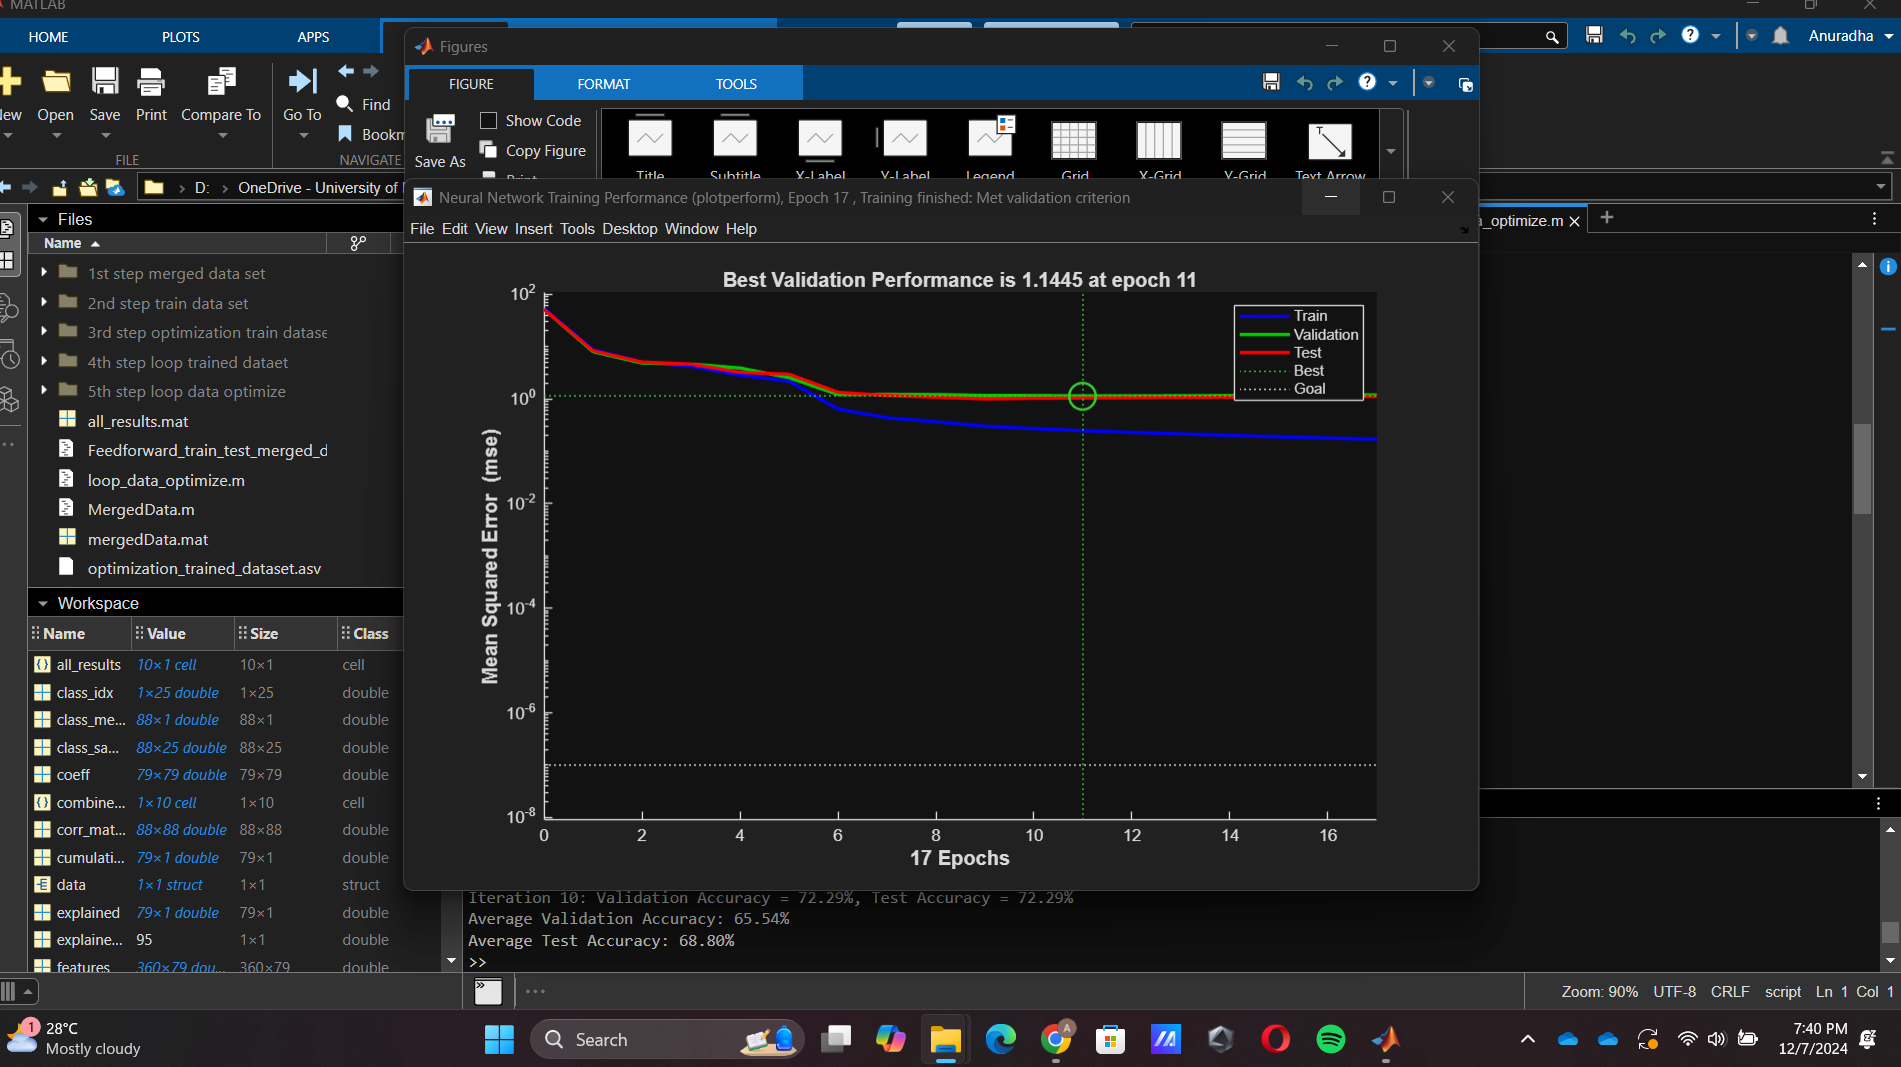 MATLAB
HOME
PLOTS
APPS
Anuradha
Figures
FIGURE
FORMAT
TOOLS
Open
Save
Print
Compare To
Go To
Find
FILE
NAVIGATE
Show Code
Copy Figure
Save As
Title
Subtitle
X-Label
Y-Label
Legend
Grid
X-Grid
Y-Grid
Text Arrow
D:
OneDrive - University of
Neural Network Training Performance (plotperform), Epoch 17 , Training finished: Met validation criterion
File Edit View Insert Tools Desktop Window Help
_optimize.m
Files
Name
1st step merged data set
2nd step train data set
3rd step optimization train datase
4th step loop trained dataet
5th step loop data optimize
all_results.mat
Feedforward_train_test_merged_d
loop_data_optimize.m
MergedData.m
mergedData.mat
optimization_trained_dataset.asv
Best Validation Performance is 1.1445 at epoch 11
Train
Validation
Test
Best
Goal
Mean Squared Error (mse)
10²
10⁰
10⁻²
10⁻⁴
10⁻⁶
10⁻⁸
0 2 4 6 8 10 12 14 16
17 Epochs
Workspace
Name Value Size Class
all_results 10×1 cell 10×1 cell
class_idx 1×25 double 1×25 double
class_me... 88×1 double 88×1 double
class_sa... 88×25 double 88×25 double
coeff 79×79 double 79×79 double
combine... 1×10 cell 1×10 cell
corr_mat... 88×88 double 88×88 double
cumulati... 79×1 double 79×1 double
data 1×1 struct 1×1 struct
explained 79×1 double 79×1 double
explaine... 95 1×1 double
features 360×79 dou... 360×79 double
Iteration 10: Validation Accuracy = 72.29%, Test Accuracy = 72.29%
Average Validation Accuracy: 65.54%
Average Test Accuracy: 68.80%
>>
Zoom: 90% UTF-8 CRLF script Ln 1 Col 1
1
28°C
Mostly cloudy
Search
A
7:40 PM
12/7/2024